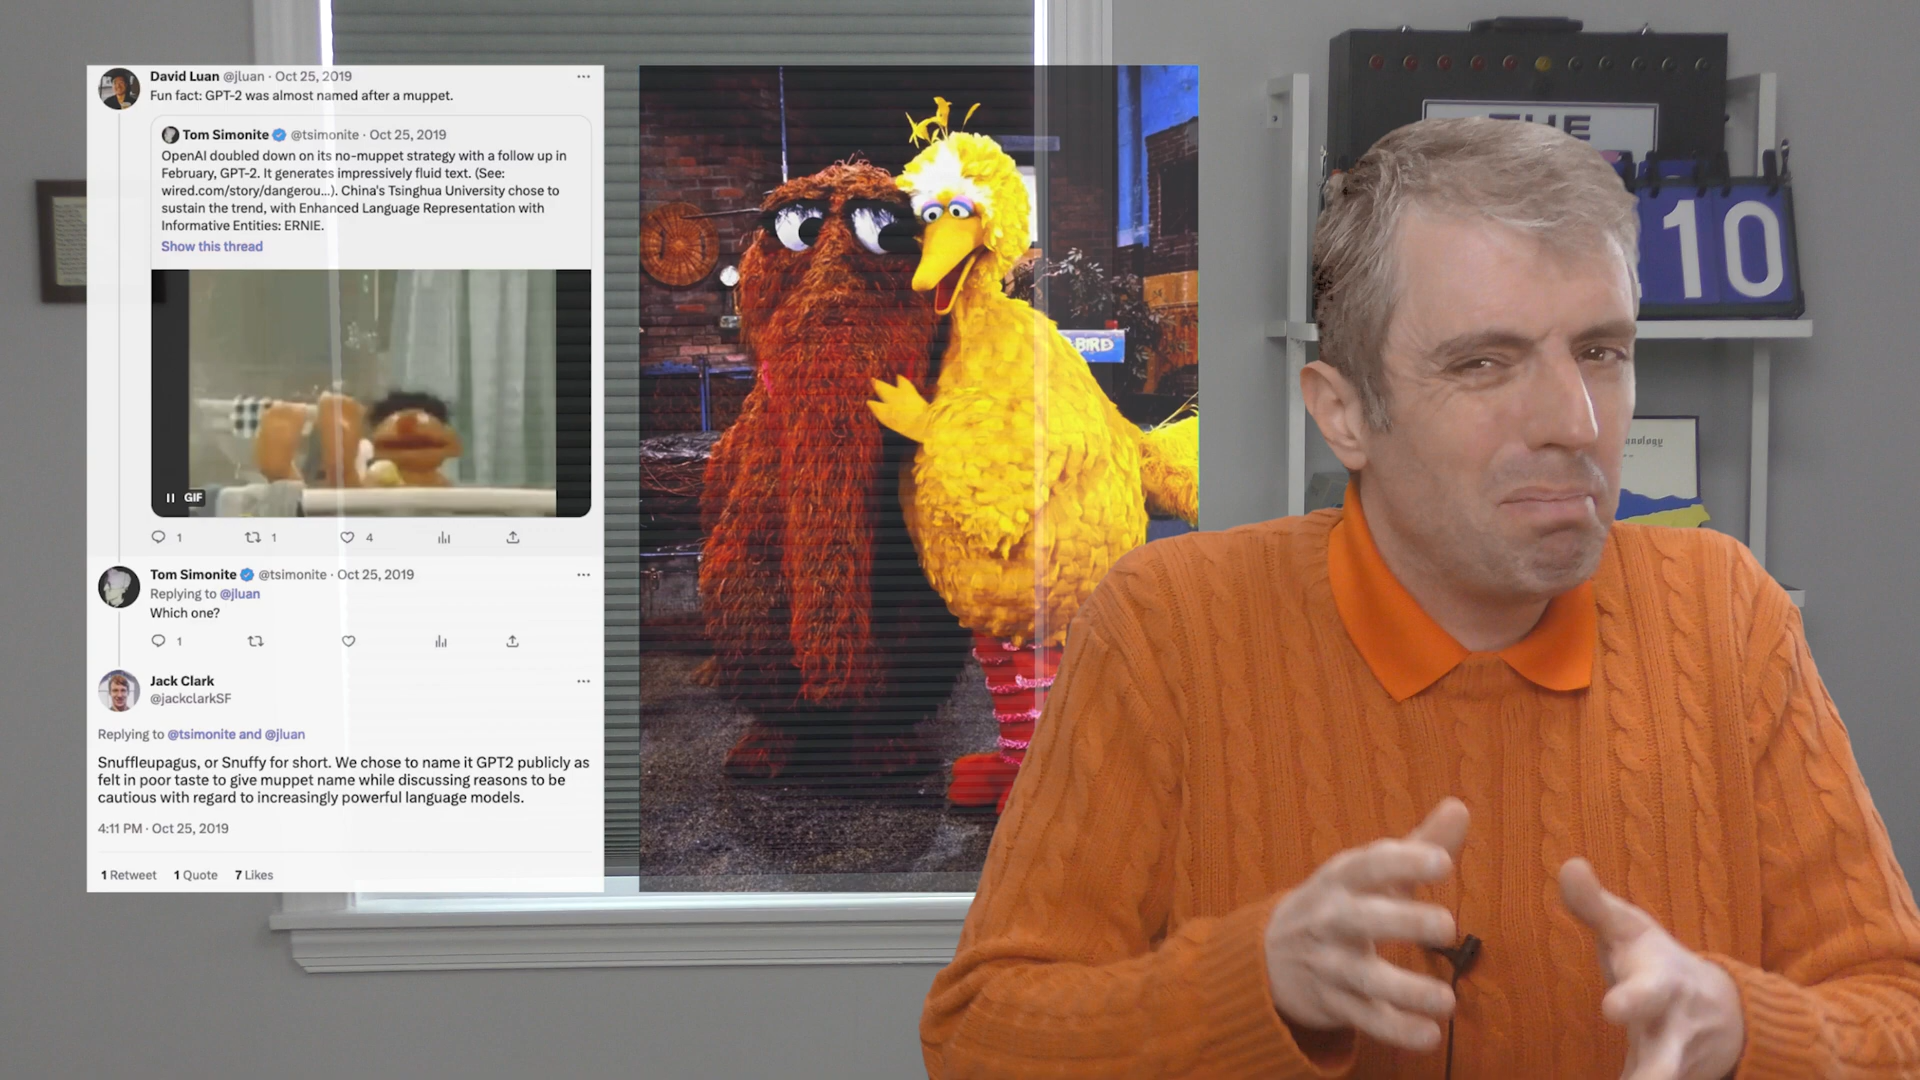 David Luan @jluan · Oct 25, 2019
Fun fact: GPT-2 was almost named after a muppet.
Tom Simonite @tsimonite · Oct 25, 2019
OpenAI doubled down on its no-muppet strategy with a follow up in
February, GPT-2. It generates impressively fluid text. (See:
wired.com/story/dangerou...). China's Tsinghua University chose to
sustain the trend, with Enhanced Language Representation with
Informative Entities: ERNIE.
Show this thread
GIF
1 1 4
Tom Simonite @tsimonite · Oct 25, 2019
Replying to @jluan
Which one?
1
Jack Clark
@jackclarkSF
Replying to @tsimonite and @jluan
Snuffleupagus, or Snuffy for short. We chose to name it GPT2 publicly as
felt in poor taste to give muppet name while discussing reasons to be
cautious with regard to increasingly powerful language models.
4:11 PM · Oct 25, 2019
1 Retweet 1 Quote 7 Likes
BIRD
THE
10